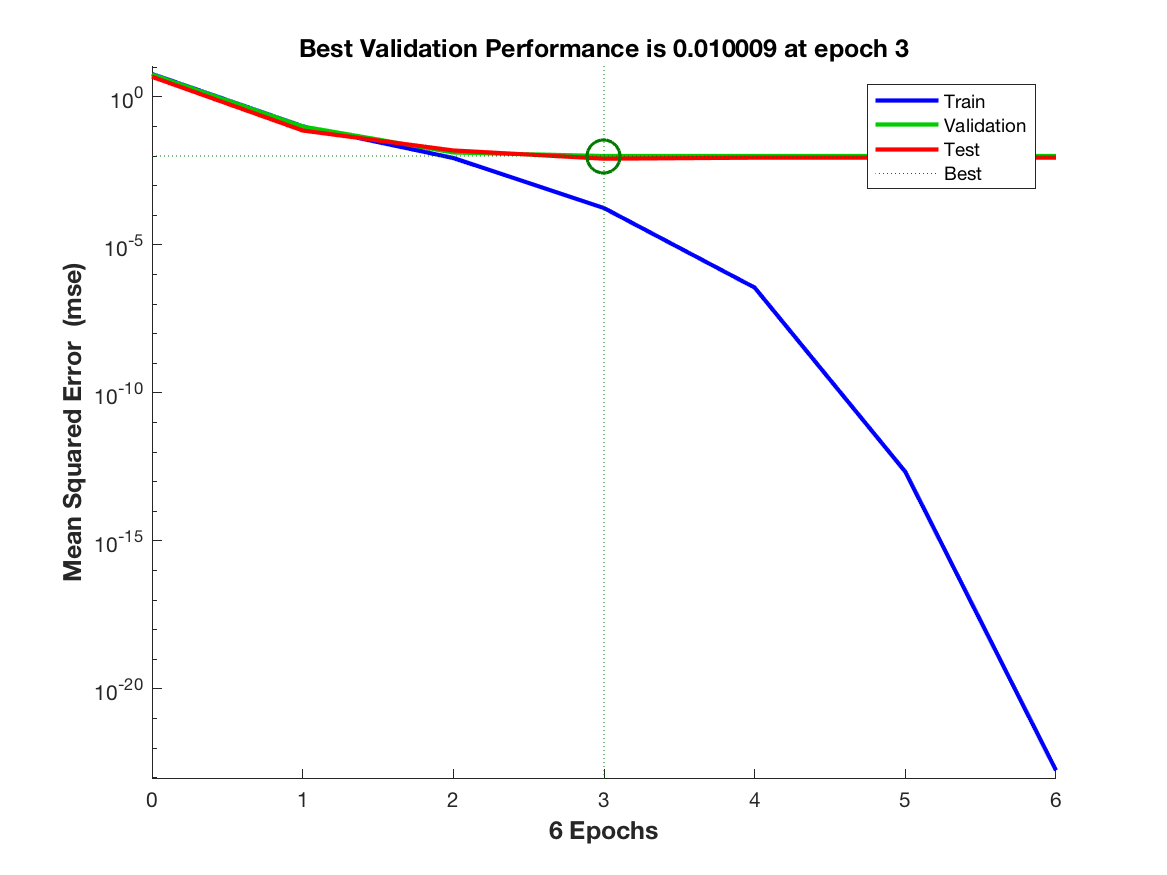 Best Validation Performance is 0.010009 at epoch 3
Train
Validation
Test
Best
10^0
10^-5
10^-10
10^-15
10^-20
Mean Squared Error (mse)
0 1 2 3 4 5 6
6 Epochs